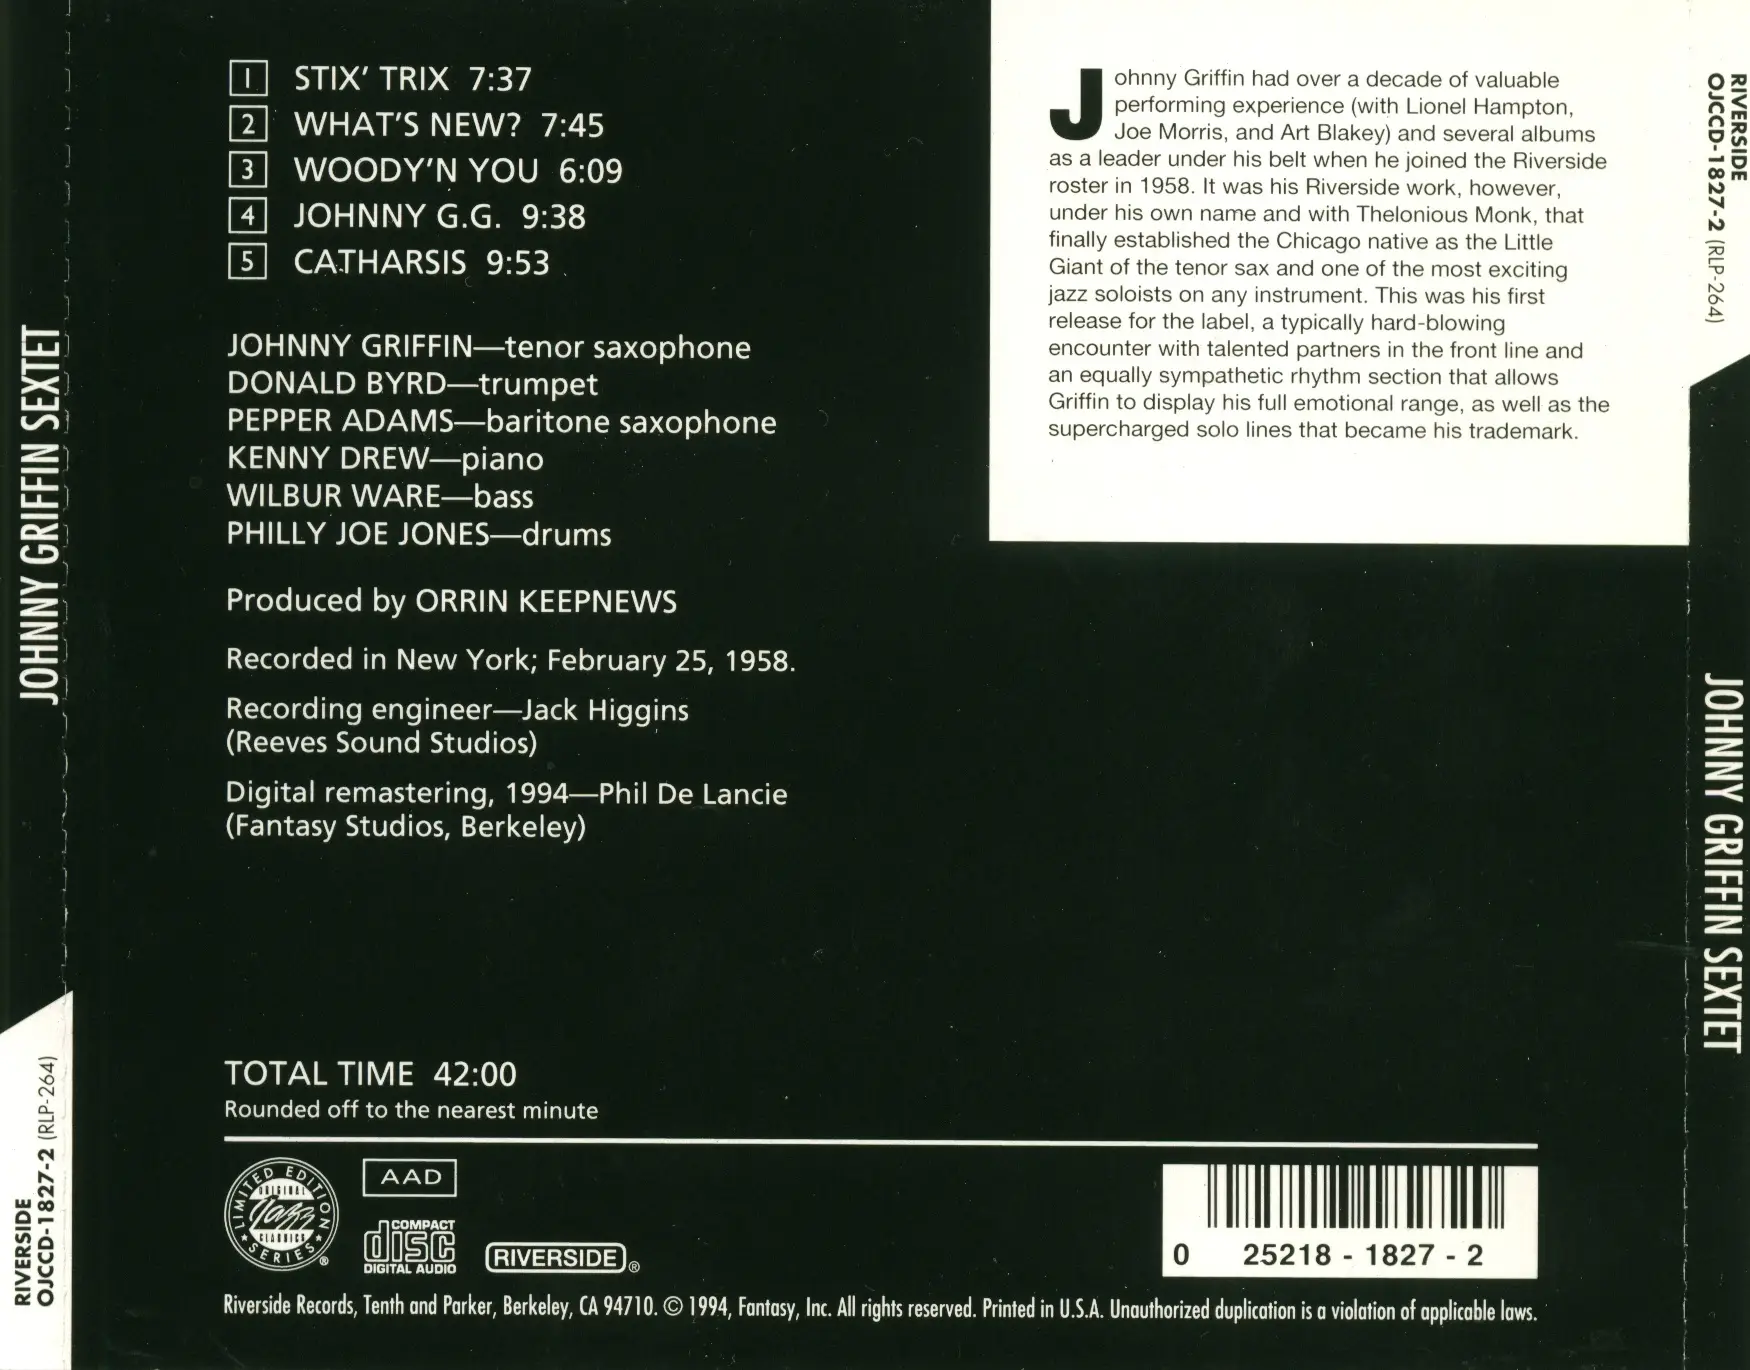 1 STIX' TRIX 7:37
2 WHAT'S NEW? 7:45
3 WOODY'N YOU 6:09
4 JOHNNY G.G. 9:38
5 CATHARSIS 9:53
JOHNNY GRIFFIN—tenor saxophone
DONALD BYRD—trumpet
PEPPER ADAMS—baritone saxophone
KENNY DREW—piano
WILBUR WARE—bass
PHILLY JOE JONES—drums
Produced by ORRIN KEEPNEWS
Recorded in New York; February 25, 1958.
Recording engineer—Jack Higgins
(Reeves Sound Studios)
Digital remastering, 1994—Phil De Lancie
(Fantasy Studios, Berkeley)
TOTAL TIME 42:00
Rounded off to the nearest minute
Johnny Griffin had over a decade of valuable
performing experience (with Lionel Hampton,
Joe Morris, and Art Blakey) and several albums
as a leader under his belt when he joined the Riverside
roster in 1958. It was his Riverside work, however,
under his own name and with Thelonious Monk, that
finally established the Chicago native as the Little
Giant of the tenor sax and one of the most exciting
jazz soloists on any instrument. This was his first
release for the label, a typically hard-blowing
encounter with talented partners in the front line and
an equally sympathetic rhythm section that allows
Griffin to display his full emotional range, as well as the
supercharged solo lines that became his trademark.
JOHNNY GRIFFIN SEXTET
RIVERSIDE
OJCCD-1827-2 (RLP-264)
RIVERSIDE
OJCCD-1827-2 (RLP-264)
JOHNNY GRIFFIN SEXTET
LIMITED EDITION
ORIGINAL
Jazz
CLASSICS
SERIES
®
AAD
COMPACT
disc
DIGITAL AUDIO
RIVERSIDE®
0 25218 - 1827 - 2
Riverside Records, Tenth and Parker, Berkeley, CA 94710. © 1994, Fantasy, Inc. All rights reserved. Printed in U.S.A. Unauthorized duplication is a violation of applicable laws.